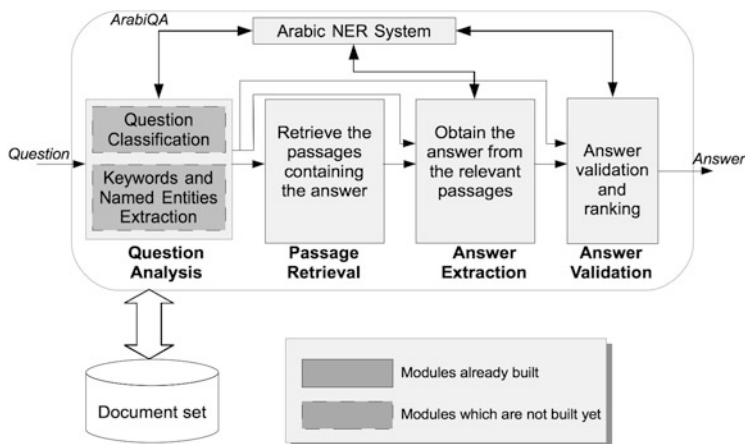 ArabiQA
Arabic NER System
Question
Question
Classification
Keywords and
Named Entities
Extraction
Retrieve the
passages
containing the
answer
Obtain the
answer from
the relevant
passages
Answer
validation
and
ranking
Answer
Question
Analysis
Passage
Retrieval
Answer
Extraction
Answer
Validation
Document set
Modules already built
Modules which are not built yet